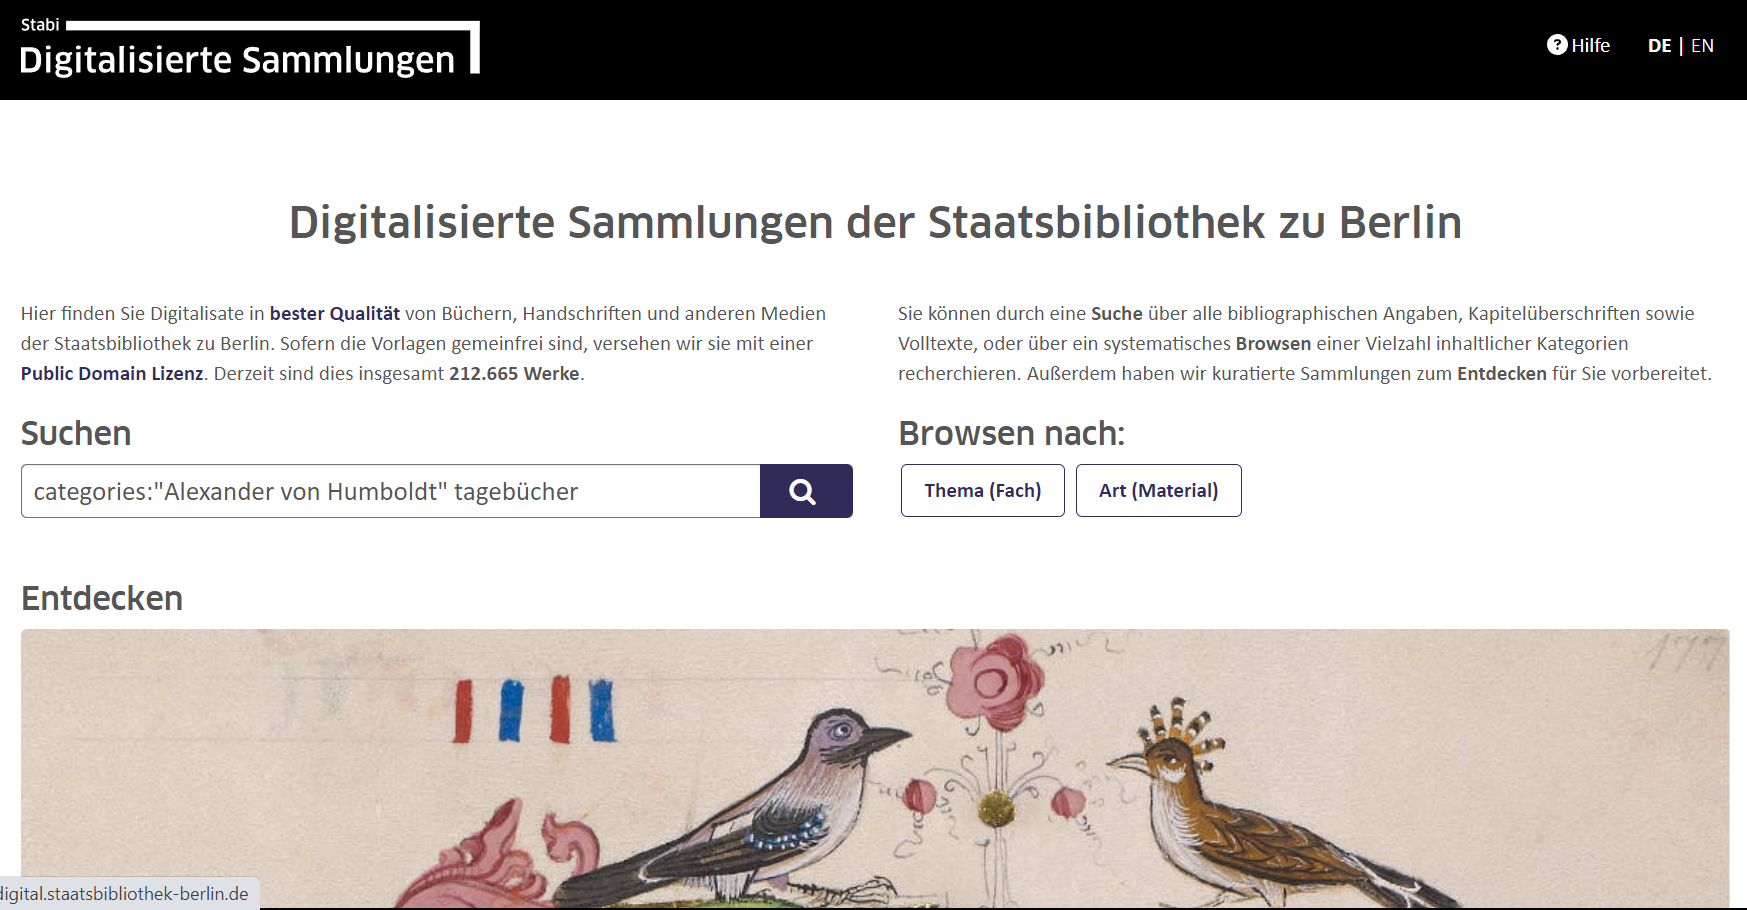 Stabi
Digitalisierte Sammlungen
Hilfe
DE | EN
Digitalisierte Sammlungen der Staatsbibliothek zu Berlin
Hier finden Sie Digitalisate in bester Qualität von Büchern, Handschriften und anderen Medien
der Staatsbibliothek zu Berlin. Sofern die Vorlagen gemeinfrei sind, versehen wir sie mit einer
Public Domain Lizenz. Derzeit sind dies insgesamt 212.665 Werke.
Sie können durch eine Suche über alle bibliographischen Angaben, Kapitelüberschriften sowie
Volltexte, oder über ein systematisches Browsen einer Vielzahl inhaltlicher Kategorien
recherchieren. Außerdem haben wir kuratierte Sammlungen zum Entdecken für Sie vorbereitet.
Suchen
categories:"Alexander von Humboldt" tagebücher
Browsen nach:
Thema (Fach)
Art (Material)
Entdecken
177
digital.staatsbibliothek-berlin.de